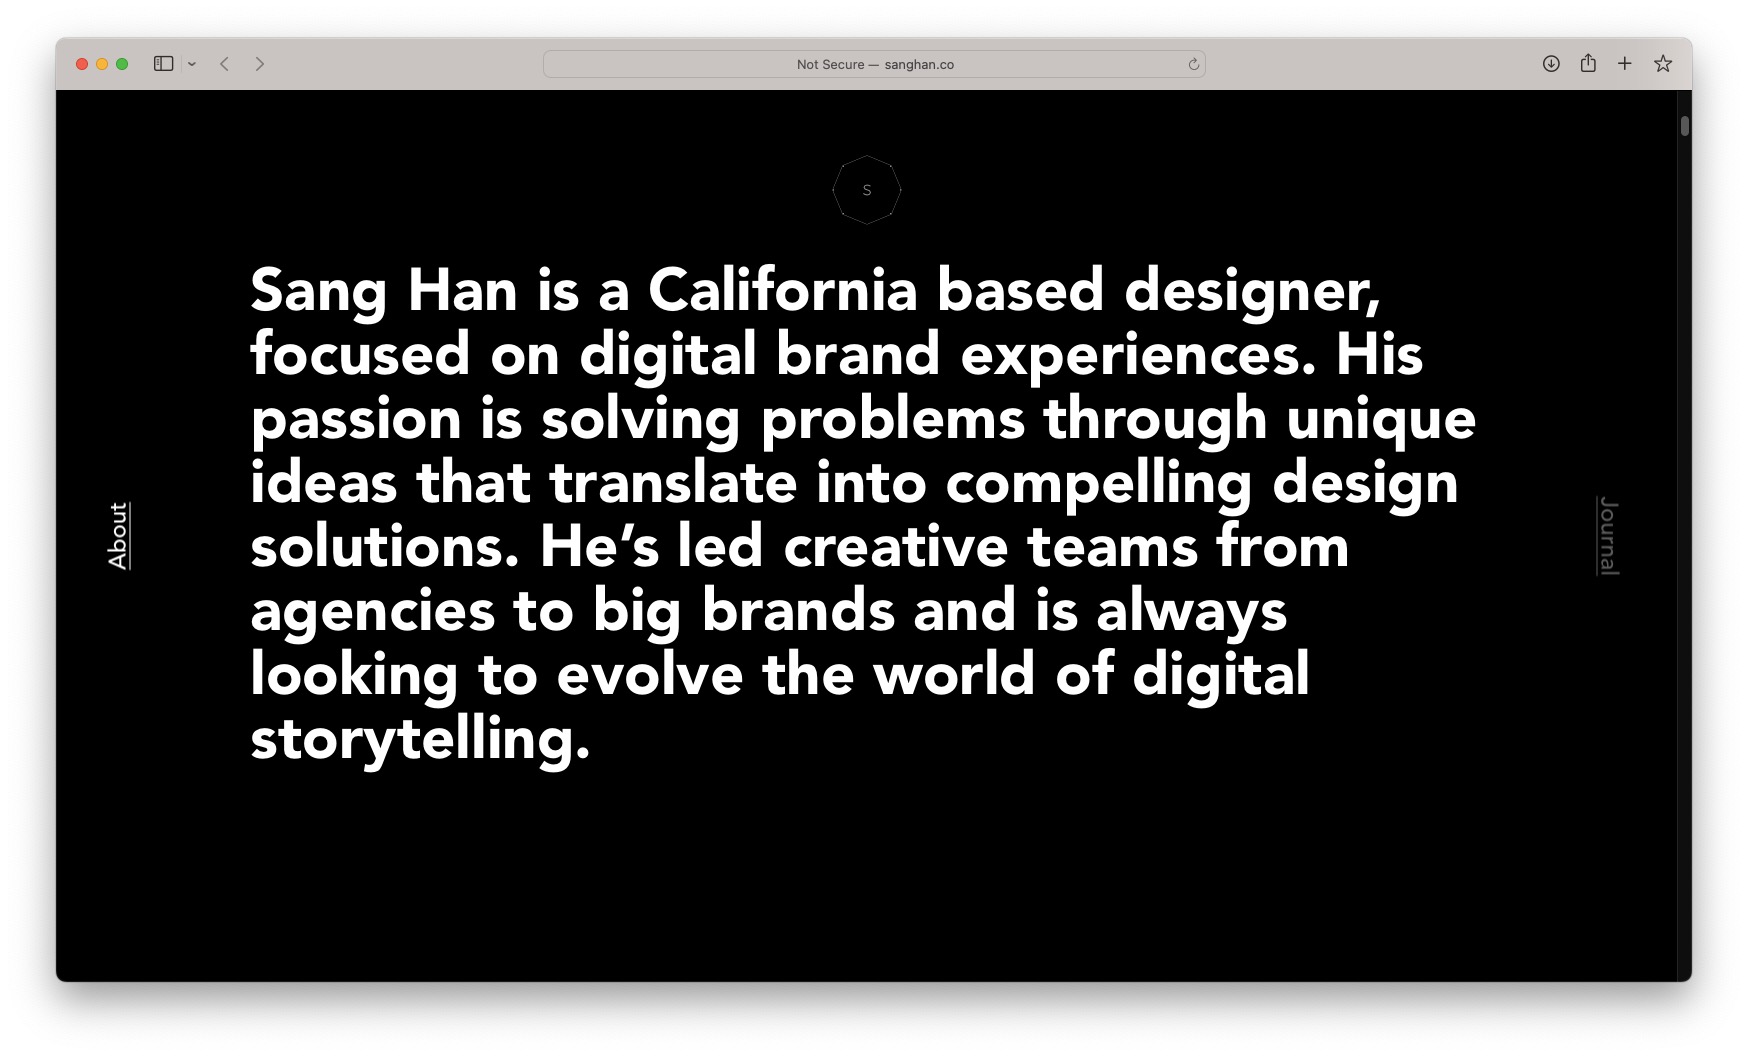 Not Secure — sanghan.co
S
Sang Han is a California based designer,
focused on digital brand experiences. His
passion is solving problems through unique
ideas that translate into compelling design
solutions. He’s led creative teams from
agencies to big brands and is always
looking to evolve the world of digital
storytelling.
About
Journal